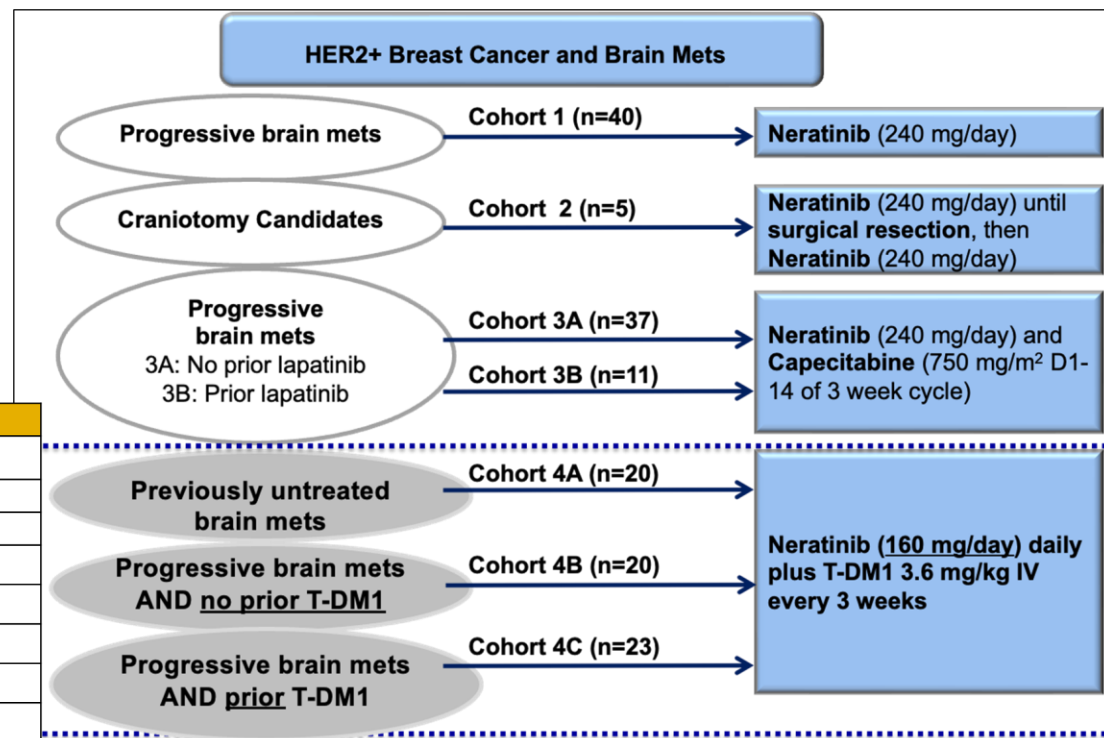 HER2+ Breast Cancer and Brain Mets
Progressive brain mets
Cohort 1 (n=40)
Neratinib (240 mg/day)
Craniotomy Candidates
Cohort 2 (n=5)
Neratinib (240 mg/day) until
surgical resection, then
Neratinib (240 mg/day)
Progressive
brain mets
3A: No prior lapatinib
3B: Prior lapatinib
Cohort 3A (n=37)
Cohort 3B (n=11)
Neratinib (240 mg/day) and
Capecitabine (750 mg/m² D1-
14 of 3 week cycle)
Previously untreated
brain mets
Cohort 4A (n=20)
Progressive brain mets
AND no prior T-DM1
Cohort 4B (n=20)
Progressive brain mets
AND prior T-DM1
Cohort 4C (n=23)
Neratinib (160 mg/day) daily
plus T-DM1 3.6 mg/kg IV
every 3 weeks